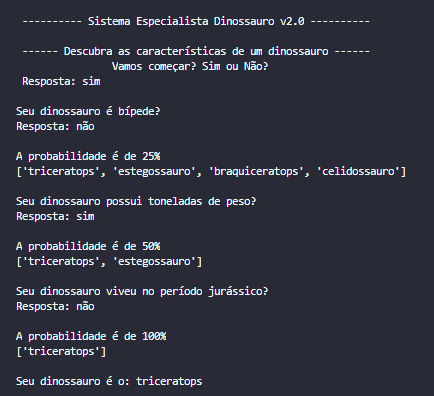 ---------- Sistema Especialista Dinossauro v2.0 ----------
------ Descubra as características de um dinossauro ------
Vamos começar? Sim ou Não?
Resposta: sim
Seu dinossauro é bípede?
Resposta: não
A probabilidade é de 25%
['triceratops', 'estegossauro', 'braquiceratops', 'celidossauro']
Seu dinossauro possui toneladas de peso?
Resposta: sim
A probabilidade é de 50%
['triceratops', 'estegossauro']
Seu dinossauro viveu no período jurássico?
Resposta: não
A probabilidade é de 100%
['triceratops']
Seu dinossauro é o: triceratops